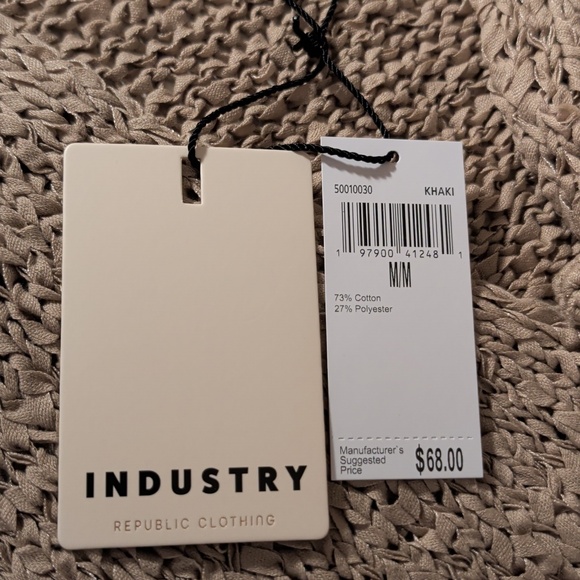 INDUSTRY
REPUBLIC CLOTHING
50010030 KHAKI
1 97900 41248 1
M/M
73% Cotton
27% Polyester
Manufacturer's
Suggested
Price
$68.00